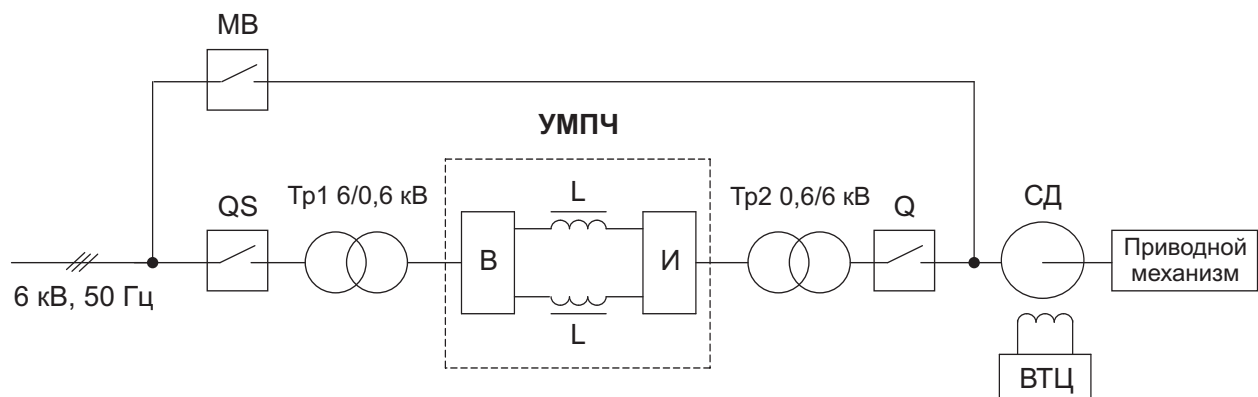 МВ
УМПЧ
QS
Тр1 6/0,6 кВ
L
Тр2 0,6/6 кВ
Q
СД
В
И
Приводной
механизм
6 кВ, 50 Гц
L
ВТЦ